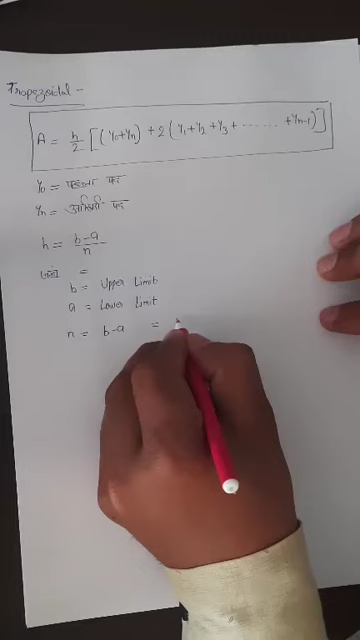 Trapezoidal -
A = h/2 [(y₀+yₙ) + 2(y₁+y₂+y₃+.......+yₙ₋₁)]
y₀ = पहला पद
yₙ = आखिरी पद
h = b-a/n
जहाँ =
b = Upper Limit
a = Lower Limit
n = b-a =